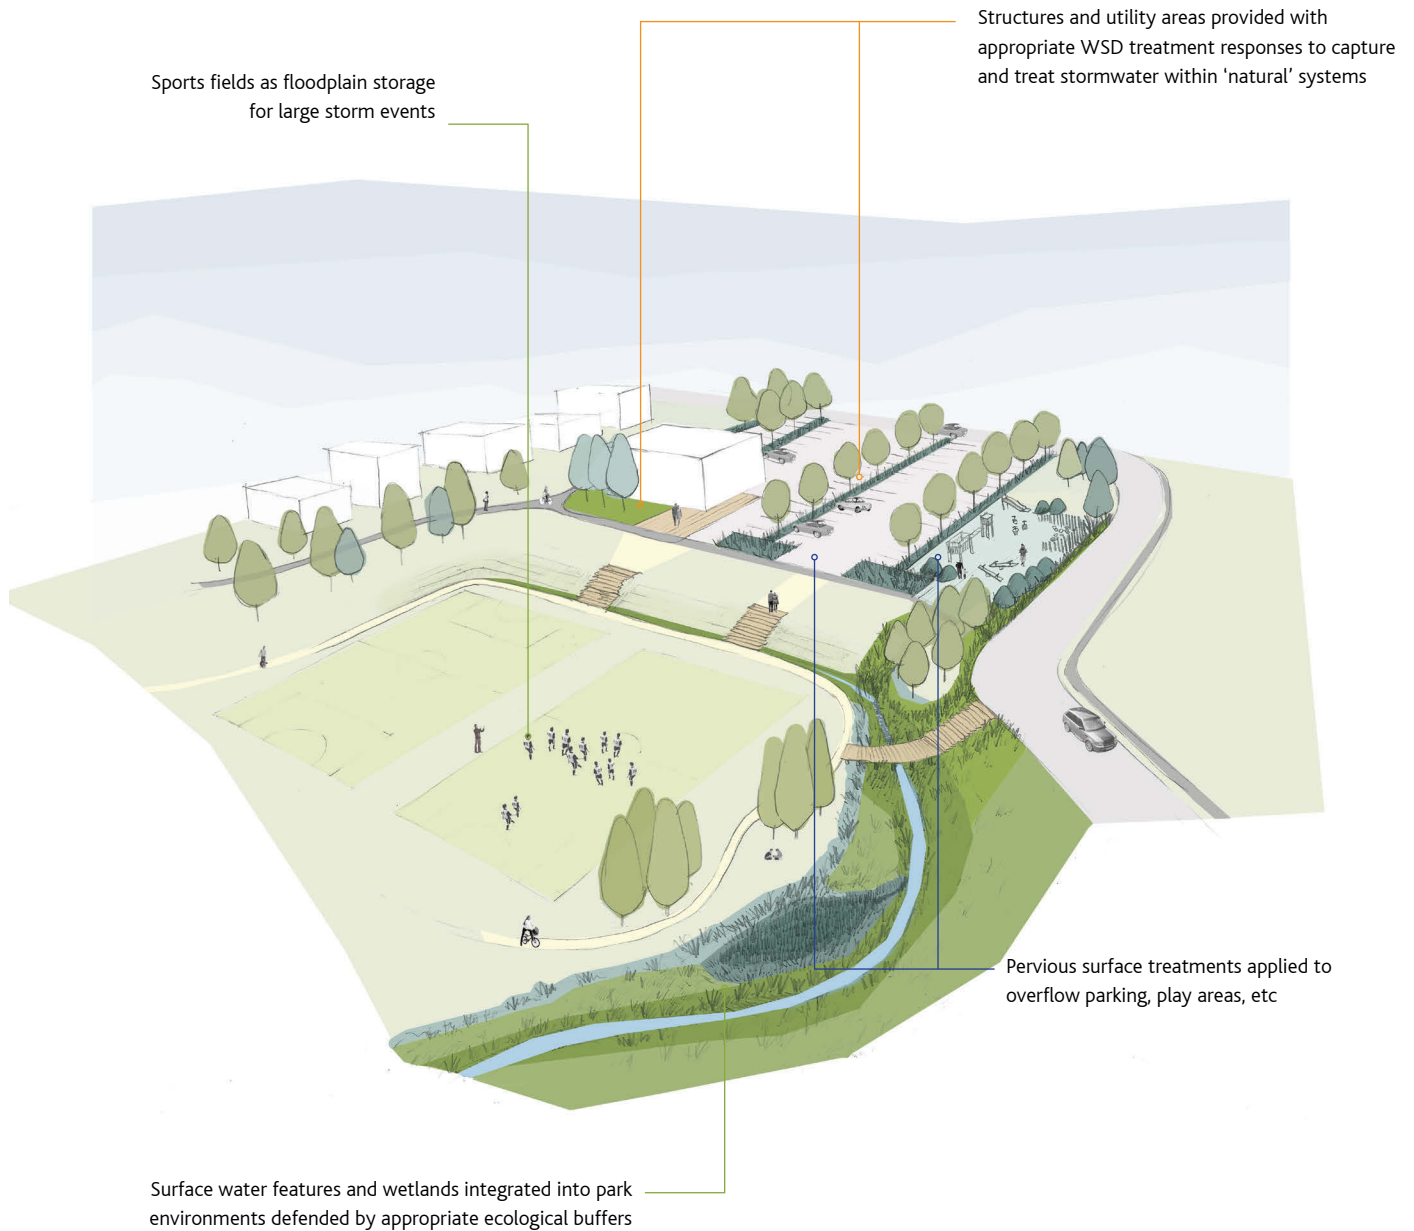 Structures and utility areas provided with
appropriate WSD treatment responses to capture
and treat stormwater within ‘natural’ systems
Sports fields as floodplain storage
for large storm events
Pervious surface treatments applied to
overflow parking, play areas, etc
Surface water features and wetlands integrated into park
environments defended by appropriate ecological buffers